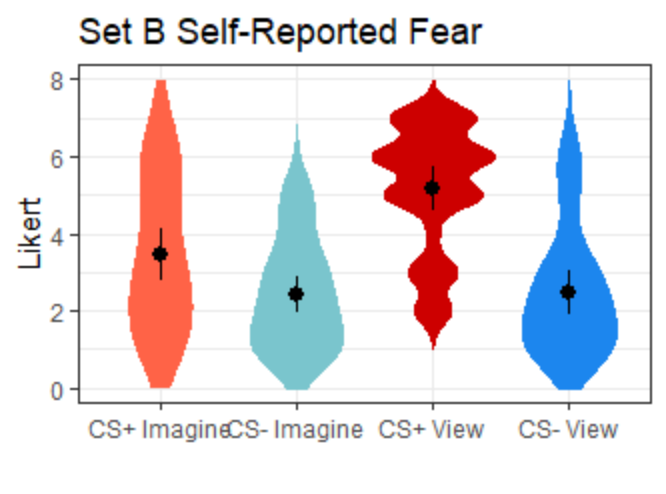 Set B Self-Reported Fear
8
6
4
2
0
Likert
CS+ Imagine CS- Imagine CS+ View CS- View